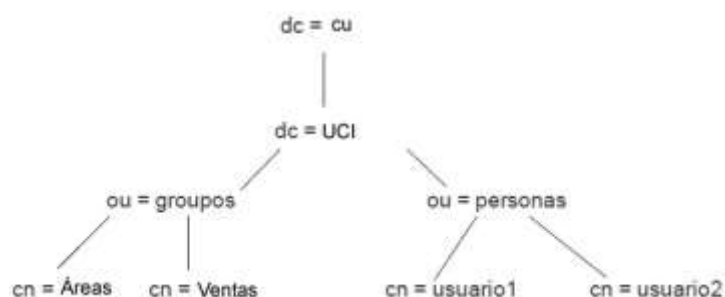 dc = cu
dc = UCI
ou = groupos
ou = personas
cn = Áreas
cn = Ventas
cn = usuario1
cn = usuario2